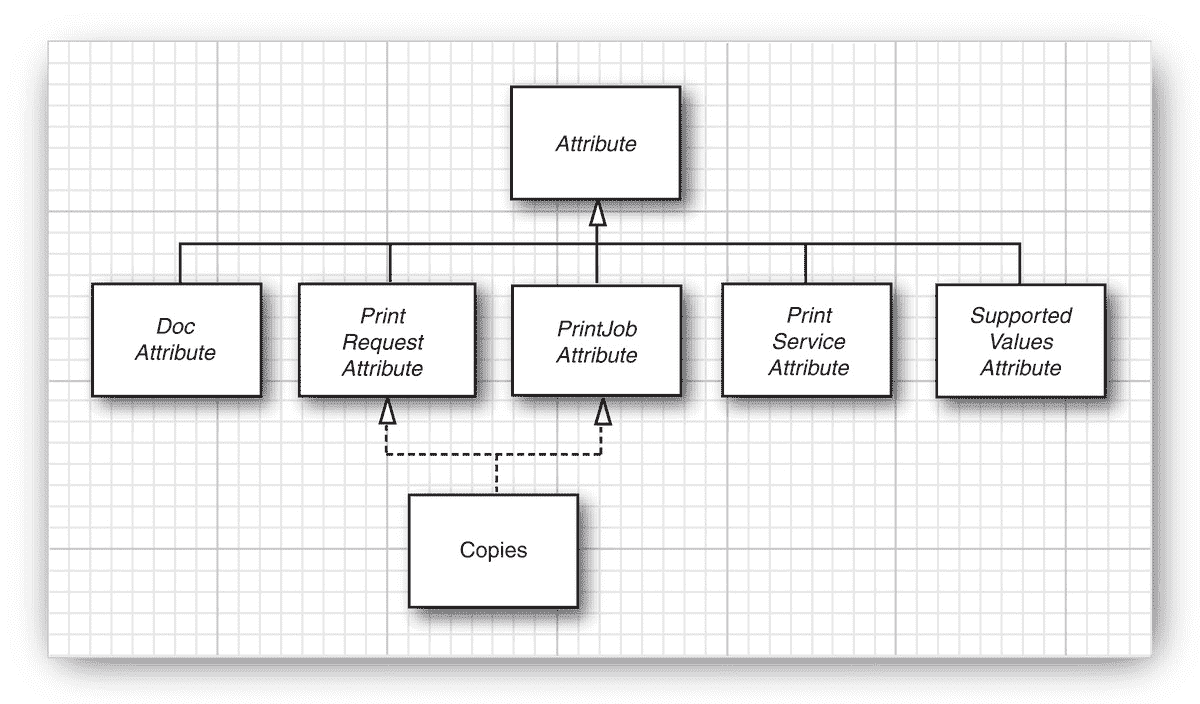 Attribute
Doc
Attribute
Print
Request
Attribute
PrintJob
Attribute
Print
Service
Attribute
Supported
Values
Attribute
Copies